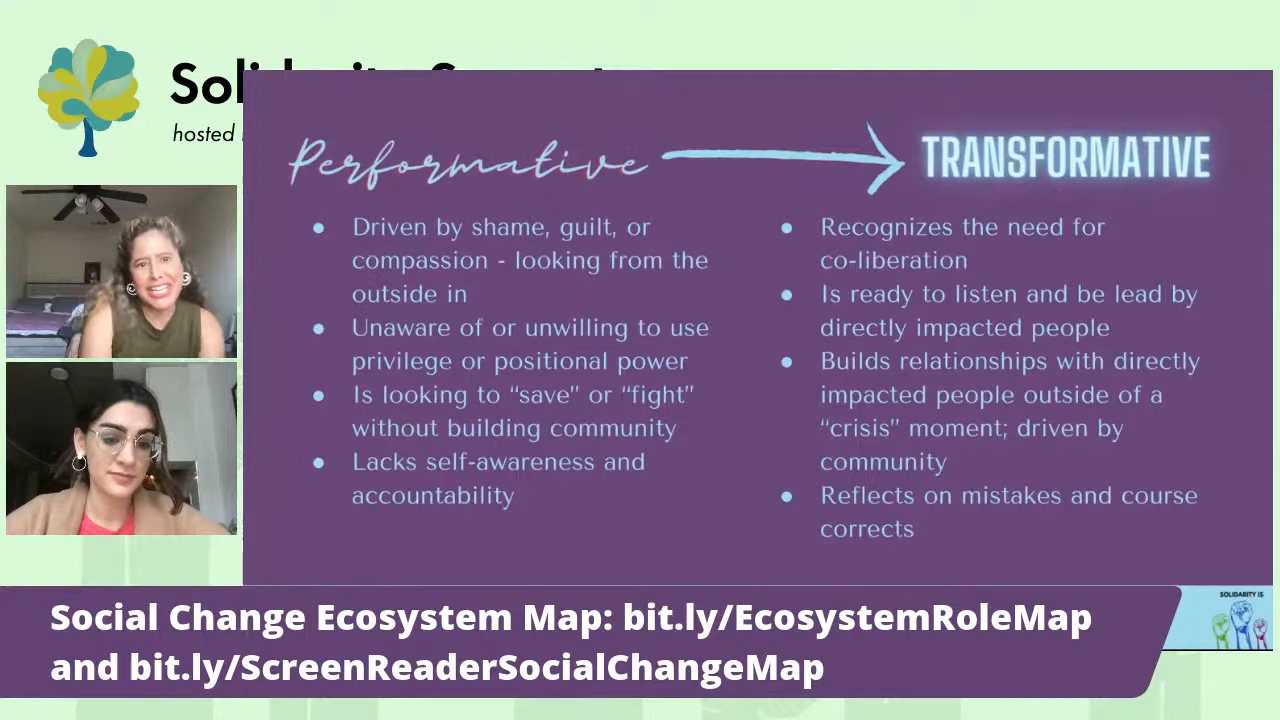 hosted
Performative
TRANSFORMATIVE
● Driven by shame, guilt, or
compassion - looking from the
outside in
● Unaware of or unwilling to use
privilege or positional power
● Is looking to “save” or “fight”
without building community
● Lacks self-awareness and
accountability
● Recognizes the need for
co-liberation
● Is ready to listen and be lead by
directly impacted people
● Builds relationships with directly
impacted people outside of a
“crisis” moment; driven by
community
● Reflects on mistakes and course
corrects
Social Change Ecosystem Map: bit.ly/EcosystemRoleMap
and bit.ly/ScreenReaderSocialChangeMap
SOLIDARITY IS